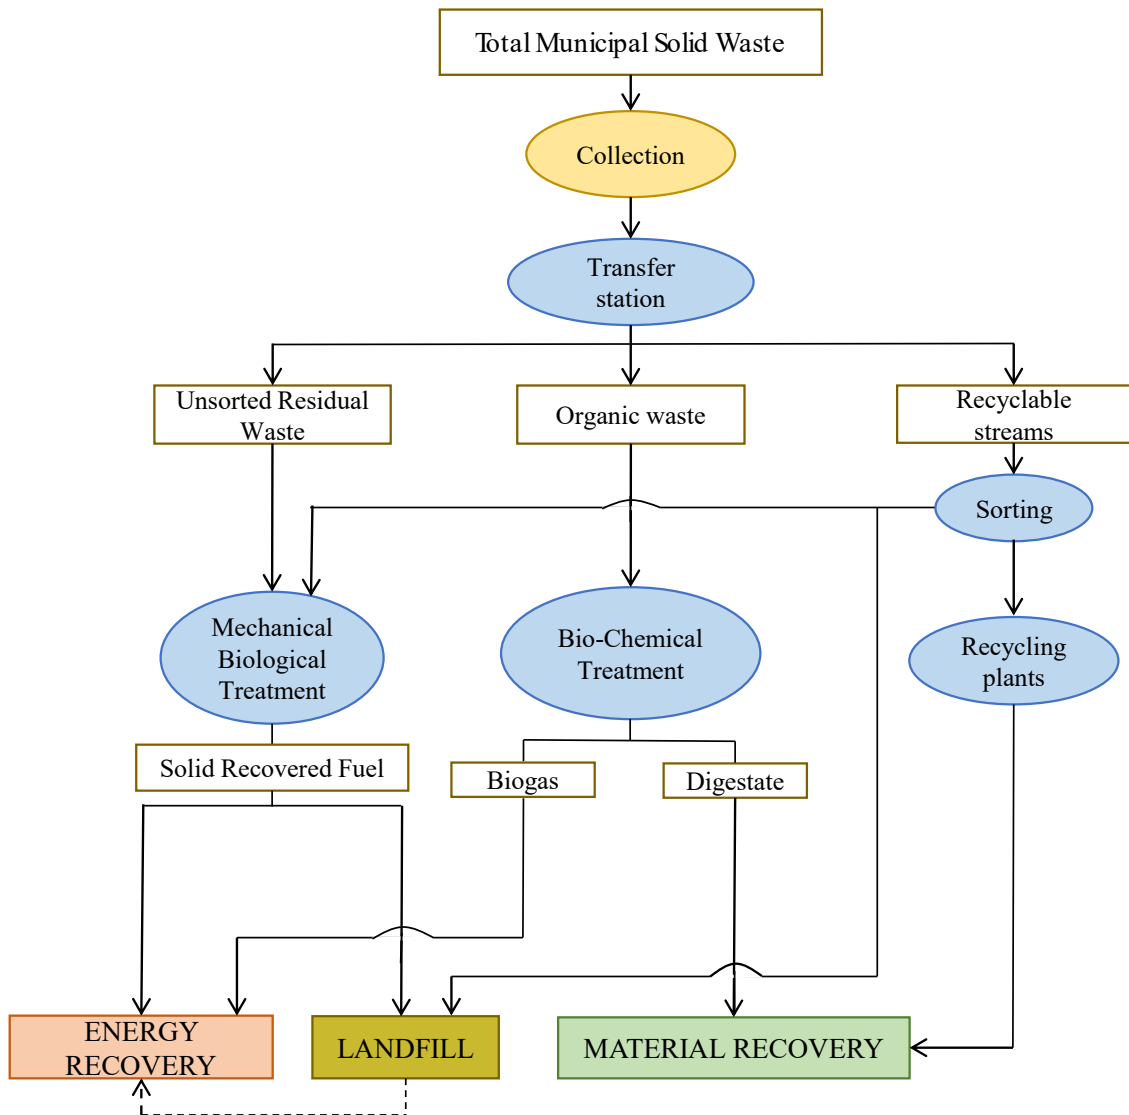 Total Municipal Solid Waste
Collection
Transfer
station
Unsorted Residual
Waste
Organic waste
Recyclable
streams
Sorting
Mechanical
Biological
Treatment
Bio-Chemical
Treatment
Recycling
plants
Solid Recovered Fuel
Biogas
Digestate
ENERGY
RECOVERY
LANDFILL
MATERIAL RECOVERY